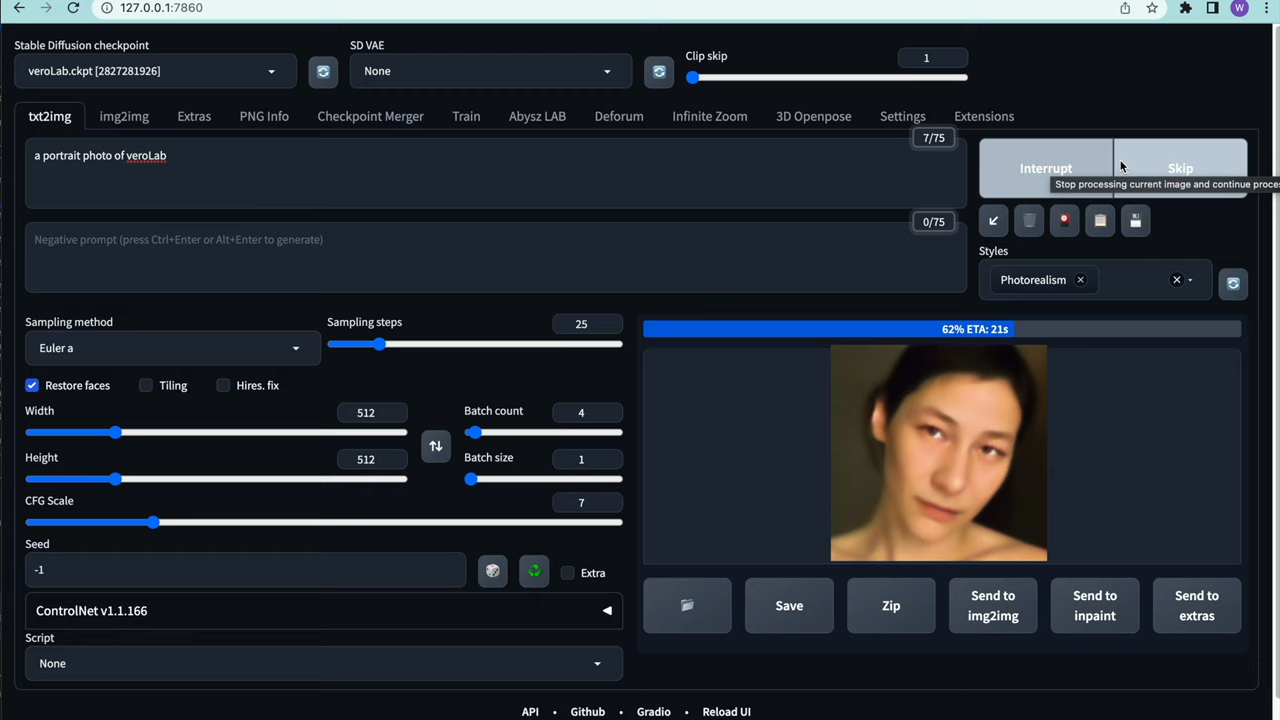 127.0.0.1:7860
W
Stable Diffusion checkpoint
veroLab.ckpt [2827281926]
SD VAE
None
Clip skip
1
txt2img
img2img
Extras
PNG Info
Checkpoint Merger
Train
Abysz LAB
Deforum
Infinite Zoom
3D Openpose
Settings
Extensions
7/75
a portrait photo of veroLab
Interrupt
Skip
Stop processing current image and continue proces
0/75
Negative prompt (press Ctrl+Enter or Alt+Enter to generate)
Styles
Photorealism
Sampling method
Euler a
Sampling steps
25
62% ETA: 21s
Restore faces
Tiling
Hires. fix
Width
512
Batch count
4
Height
512
Batch size
1
CFG Scale
7
Seed
-1
Extra
Save
Zip
Send to
img2img
Send to
inpaint
Send to
extras
ControlNet v1.1.166
Script
None
API • Github • Gradio • Reload UI